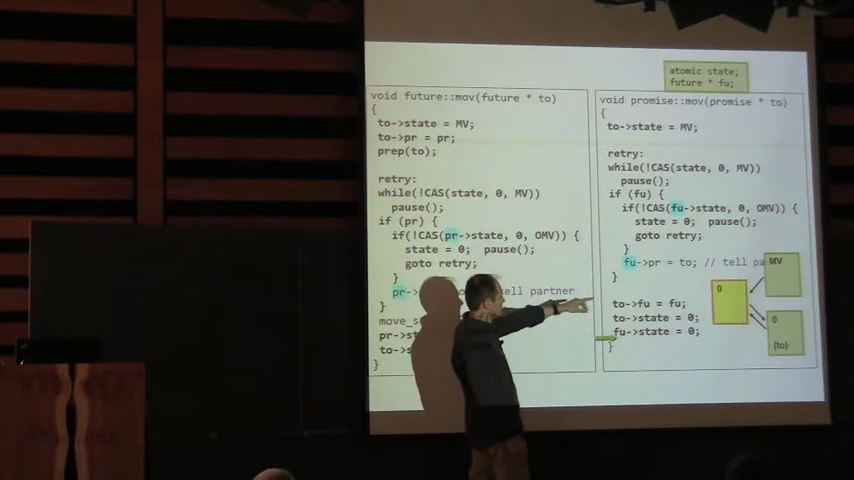 atomic state;
future * fu;
void future::mov(future * to)
{
to->state = MV;
to->pr = pr;
prep(to);
retry:
while(!CAS(state, 0, MV))
pause();
if (pr) {
if(!CAS(pr->state, 0, OMV)) {
state = 0; pause();
goto retry;
}
pr-> tell partner
}
move_s
pr->st
to->s
}
void promise::mov(promise * to)
{
to->state = MV;
retry:
while(!CAS(state, 0, MV))
pause();
if (fu) {
if(!CAS(fu->state, 0, OMV)) {
state = 0; pause();
goto retry;
}
fu->pr = to; // tell pa
}
to->fu = fu;
to->state = 0;
fu->state = 0;
}
MV
0
0
(to)